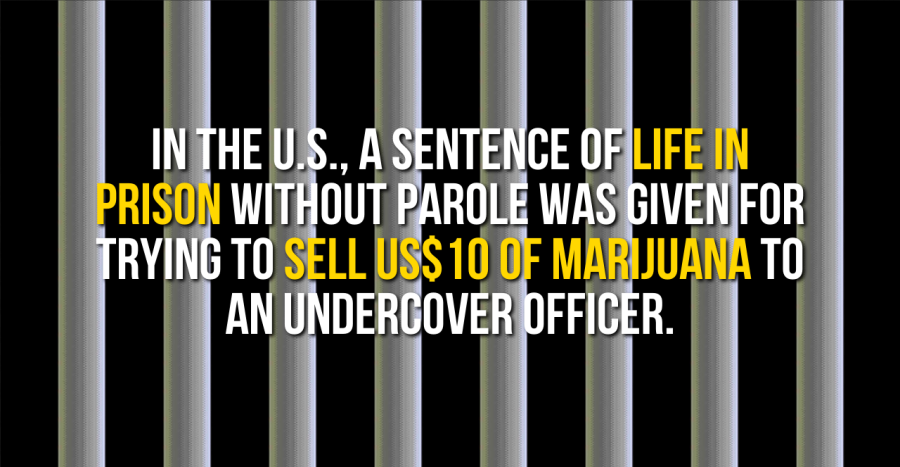 IN THE U.S., A SENTENCE OF LIFE IN
PRISON WITHOUT PAROLE WAS GIVEN FOR
TRYING TO SELL US$10 OF MARIJUANA TO
AN UNDERCOVER OFFICER.